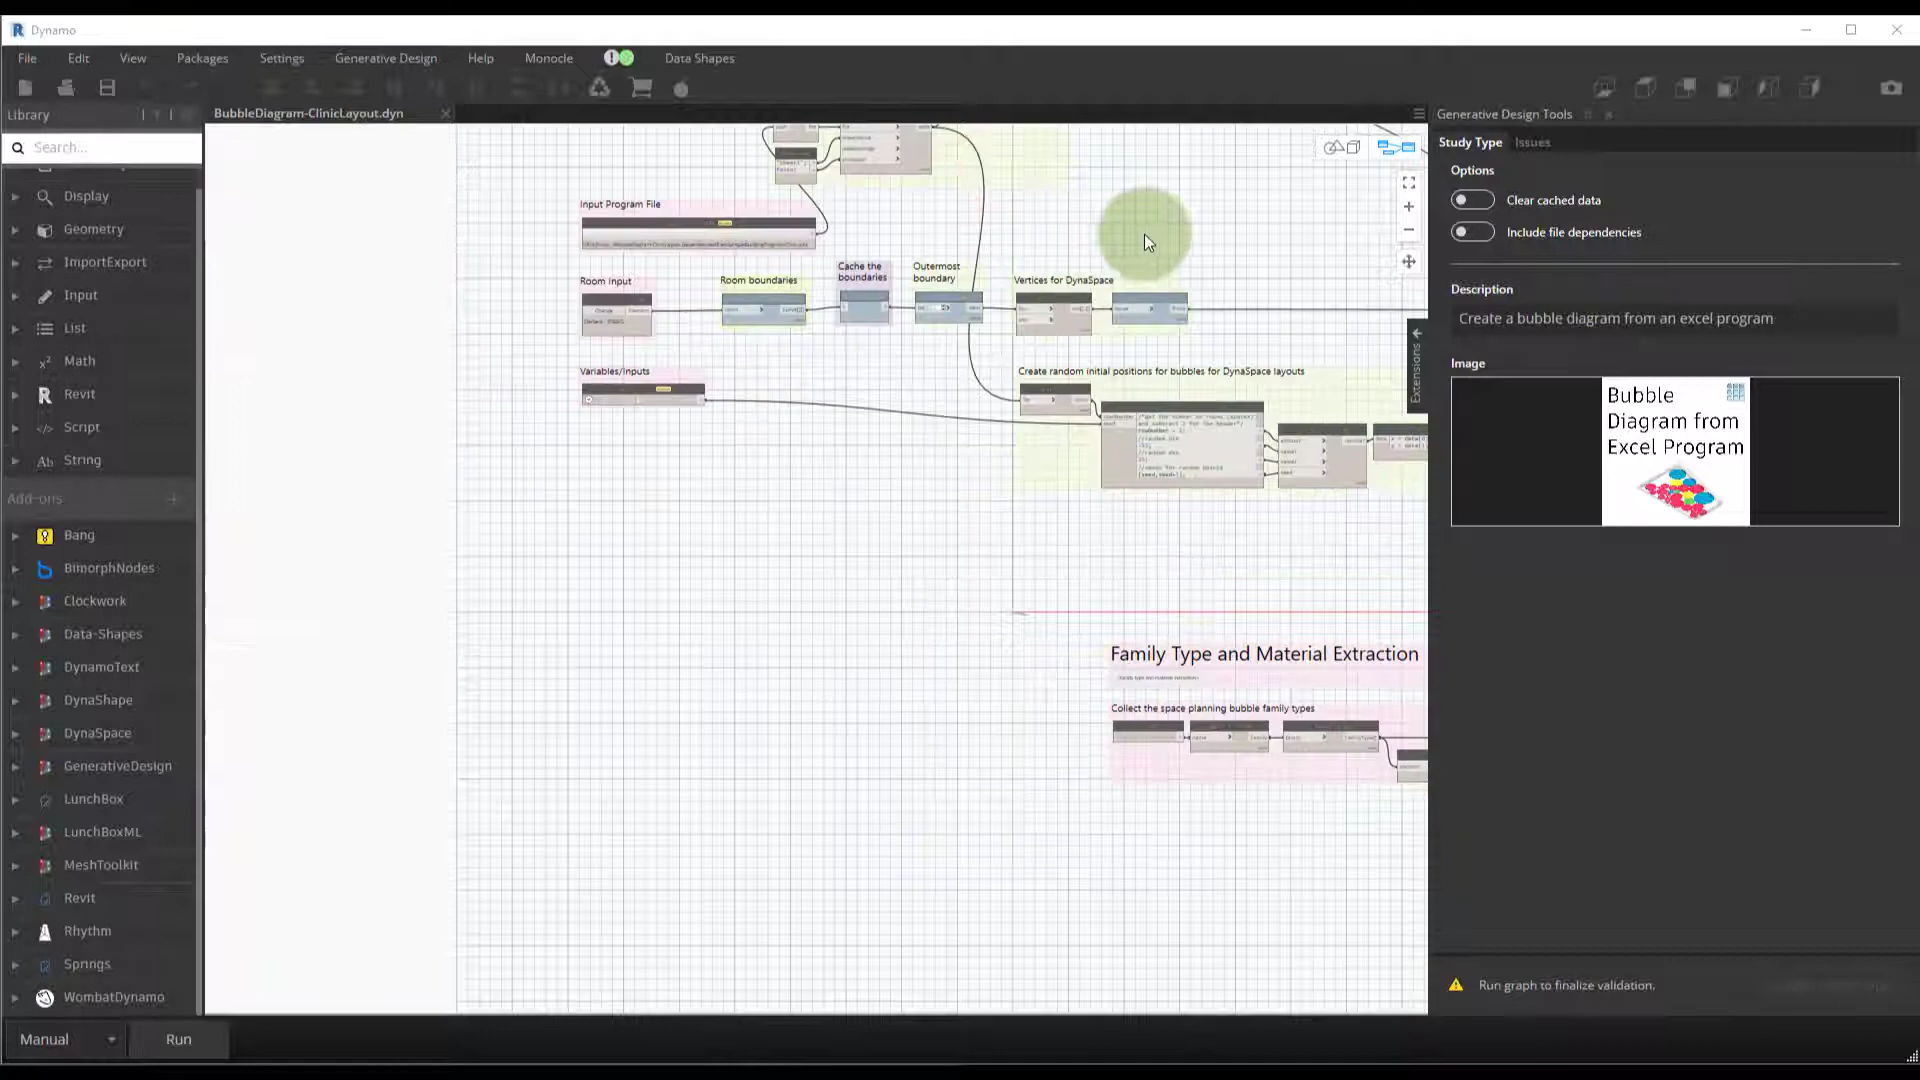 Dynamo
File Edit View Packages Settings Generative Design Help Monocle Data Shapes
Library
BubbleDiagram-ClinicLayout.dyn
Generative Design Tools
Search...
Study Type Issues
Options
Clear cached data
Include file dependencies
Description
Create a bubble diagram from an excel program
Image
Bubble
Diagram from
Excel Program
Display
Geometry
ImportExport
Input
List
Math
Revit
Script
String
Add-ons
Bang
BimorphNodes
Clockwork
Data-Shapes
DynamoText
DynaShape
DynaSpace
GenerativeDesign
LunchBox
LunchBoxML
MeshToolkit
Revit
Rhythm
Springs
WombatDynamo
Input Program File
Room Input
Room boundaries
Cache the
boundaries
Outermost
boundary
Vertices for DynaSpace
Variables/Inputs
Create random initial positions for bubbles for DynaSpace layouts
Extensions
Family Type and Material Extraction
Collect the space planning bubble family types
Run graph to finalize validation.
Manual
Run